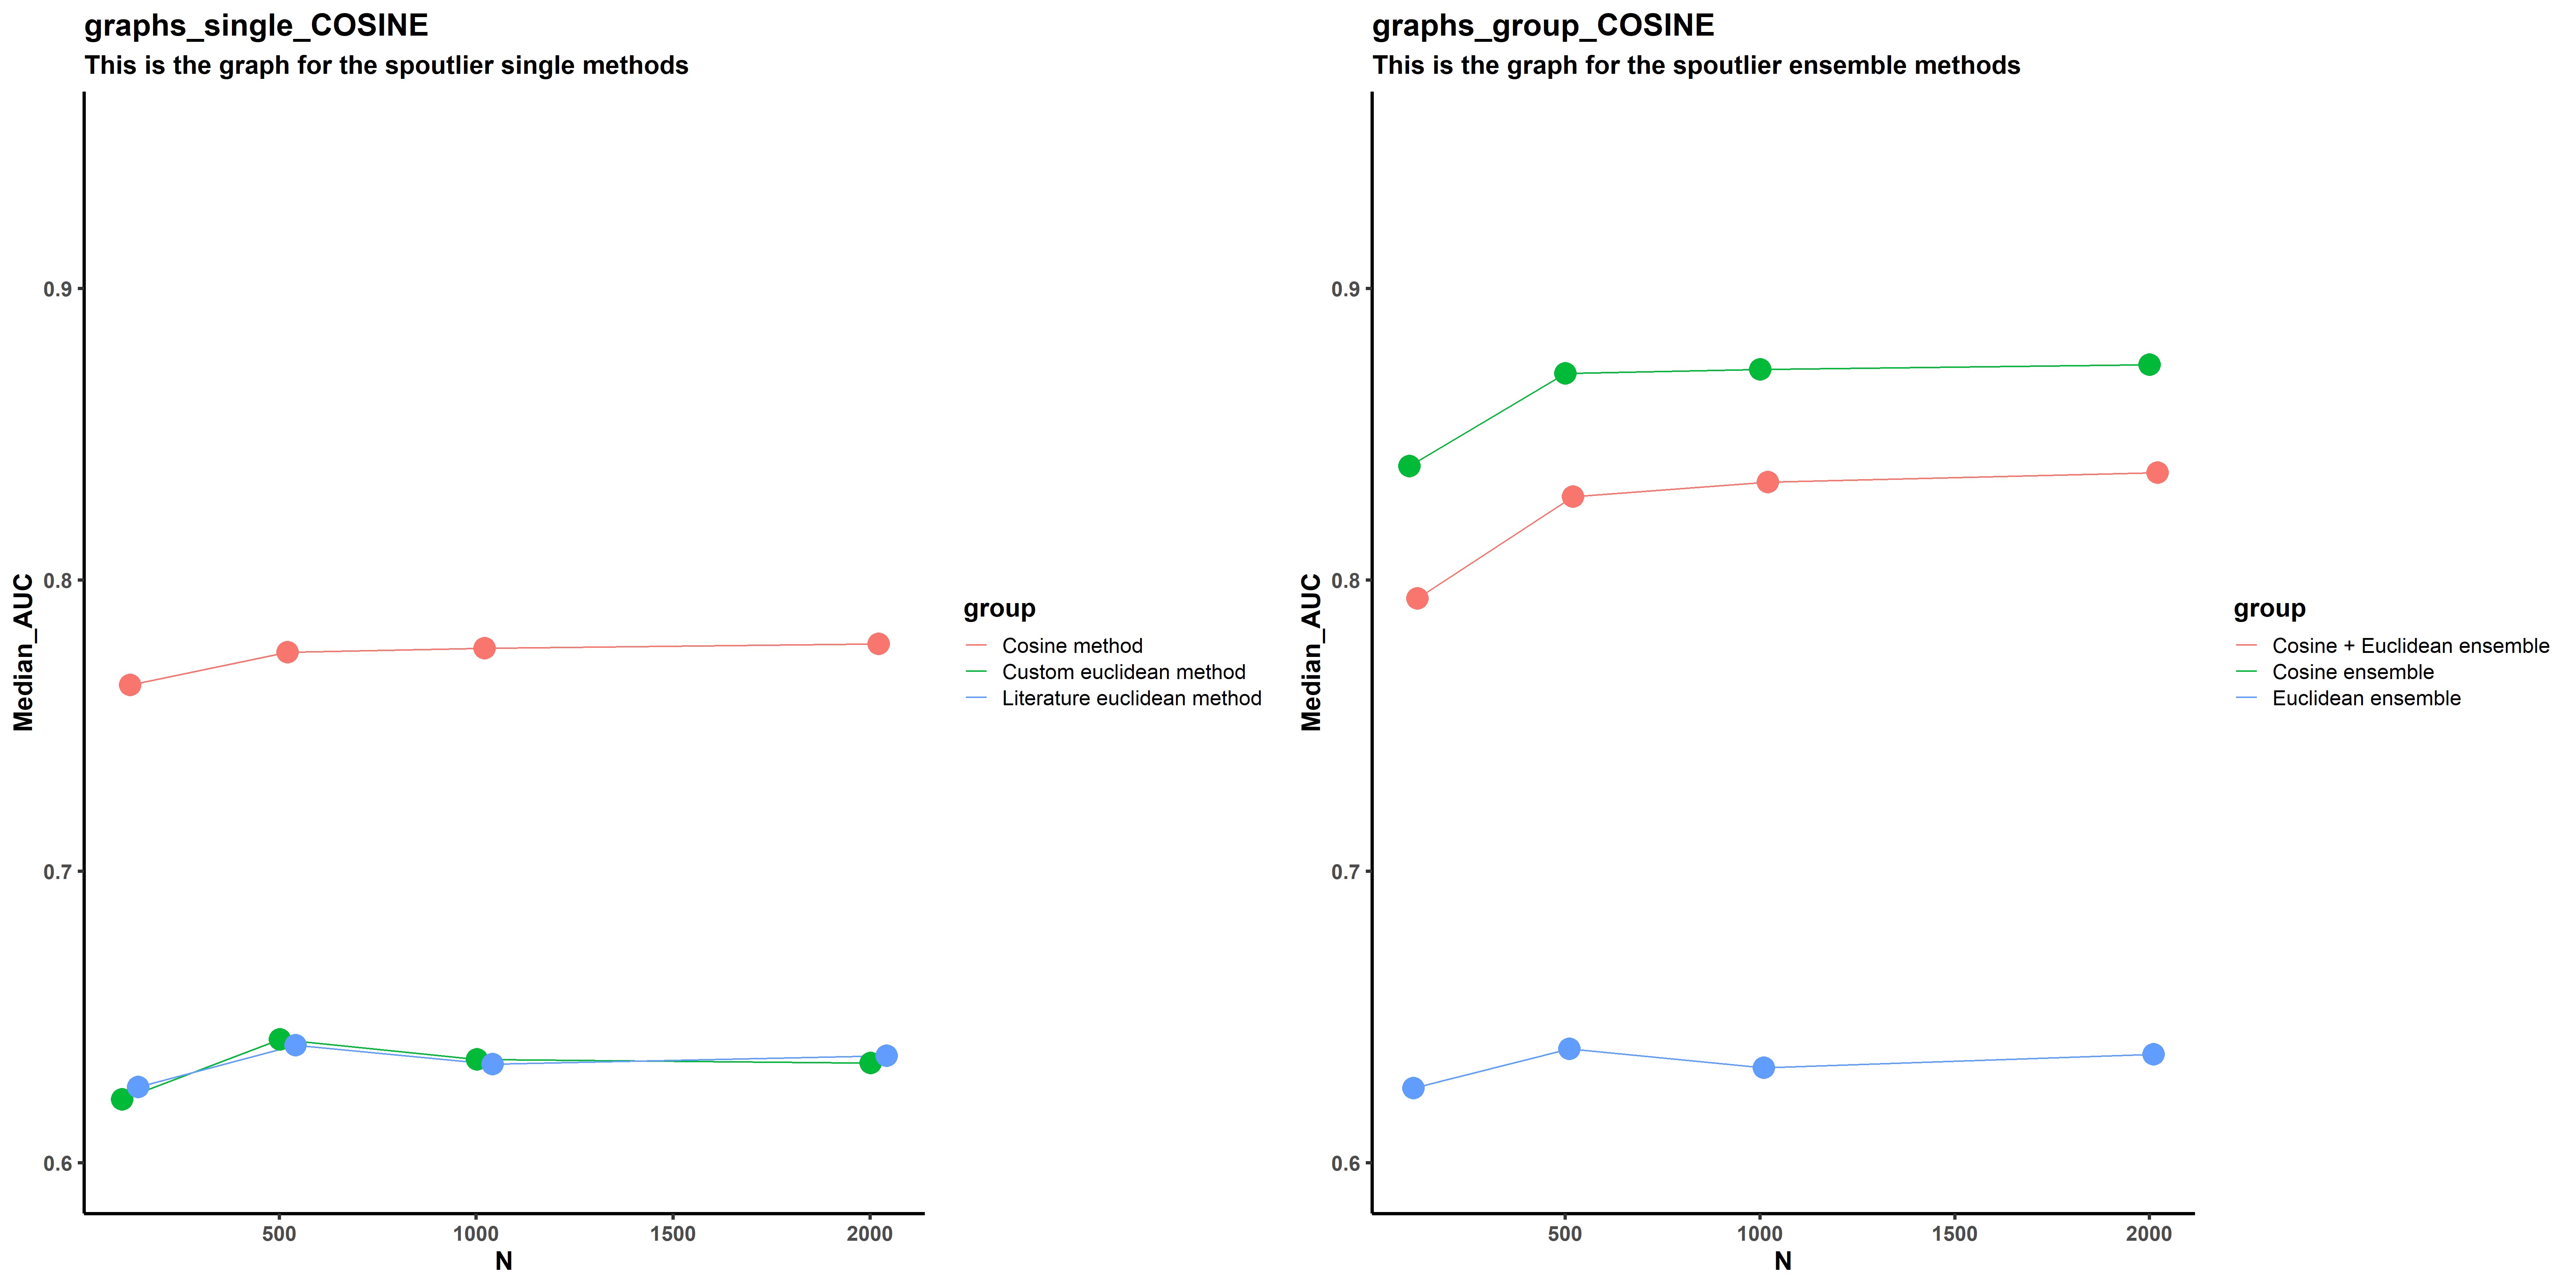 graphs_single_COSINE
This is the graph for the spoutlier single methods
Median_AUC
0.9
0.8
0.7
0.6
500
1000
1500
2000
N
group
Cosine method
Custom euclidean method
Literature euclidean method
graphs_group_COSINE
This is the graph for the spoutlier ensemble methods
Median_AUC
0.9
0.8
0.7
0.6
500
1000
1500
2000
N
group
Cosine + Euclidean ensemble
Cosine ensemble
Euclidean ensemble